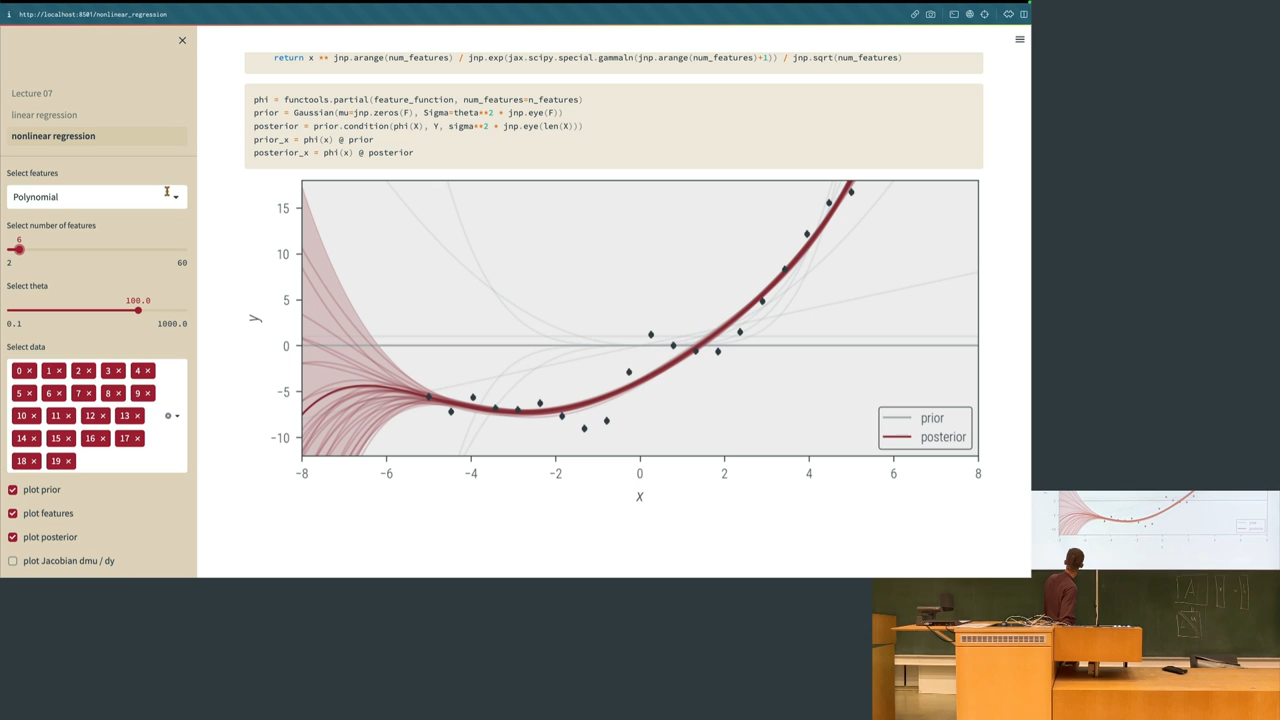 http://localhost:8501/nonlinear_regression
Lecture 07
linear regression
nonlinear regression
Select features
Polynomial
Select number of features
6
2 60
Select theta
100.0
0.1 1000.0
Select data
0 × 1 × 2 × 3 × 4 ×
5 × 6 × 7 × 8 × 9 ×
10 × 11 × 12 × 13 ×
14 × 15 × 16 × 17 ×
18 × 19 ×
plot prior
plot features
plot posterior
plot Jacobian dmu / dy
return x ** jnp.arange(num_features) / jnp.exp(jax.scipy.special.gammaln(jnp.arange(num_features)+1)) / jnp.sqrt(num_features)
phi = functools.partial(feature_function, num_features=n_features)
prior = Gaussian(mu=jnp.zeros(F), Sigma=theta**2 * jnp.eye(F))
posterior = prior.condition(phi(X), Y, sigma**2 * jnp.eye(len(X)))
prior_x = phi(x) @ prior
posterior_x = phi(x) @ posterior
15
10
5
0
−5
−10
y
−8 −6 −4 −2 0 2 4 6 8
x
prior
posterior